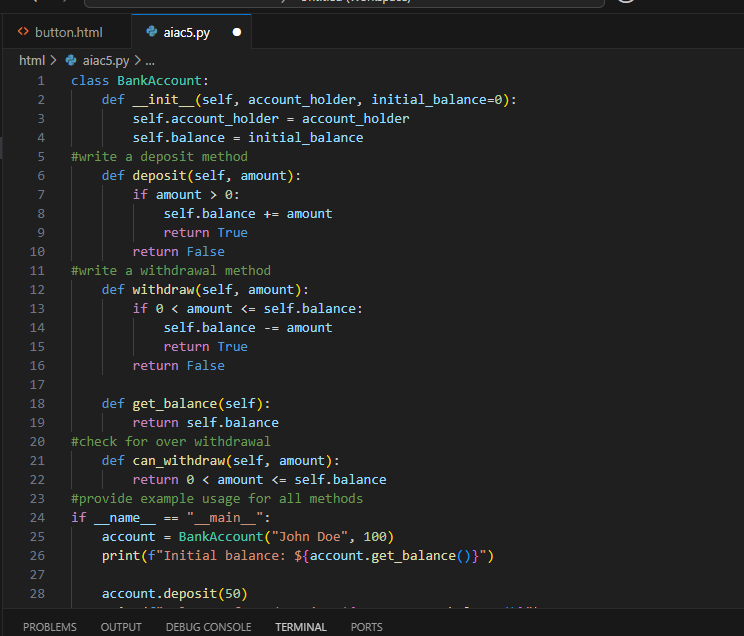 button.html
aiac5.py
html > aiac5.py > ...
1 class BankAccount:
2     def __init__(self, account_holder, initial_balance=0):
3         self.account_holder = account_holder
4         self.balance = initial_balance
5 #write a deposit method
6     def deposit(self, amount):
7         if amount > 0:
8             self.balance += amount
9             return True
10         return False
11 #write a withdrawal method
12     def withdraw(self, amount):
13         if 0 < amount <= self.balance:
14             self.balance -= amount
15             return True
16         return False
17
18     def get_balance(self):
19         return self.balance
20 #check for over withdrawal
21     def can_withdraw(self, amount):
22         return 0 < amount <= self.balance
23 #provide example usage for all methods
24 if __name__ == "__main__":
25     account = BankAccount("John Doe", 100)
26     print(f"Initial balance: ${account.get_balance()}")
27
28     account.deposit(50)
PROBLEMS OUTPUT DEBUG CONSOLE TERMINAL PORTS